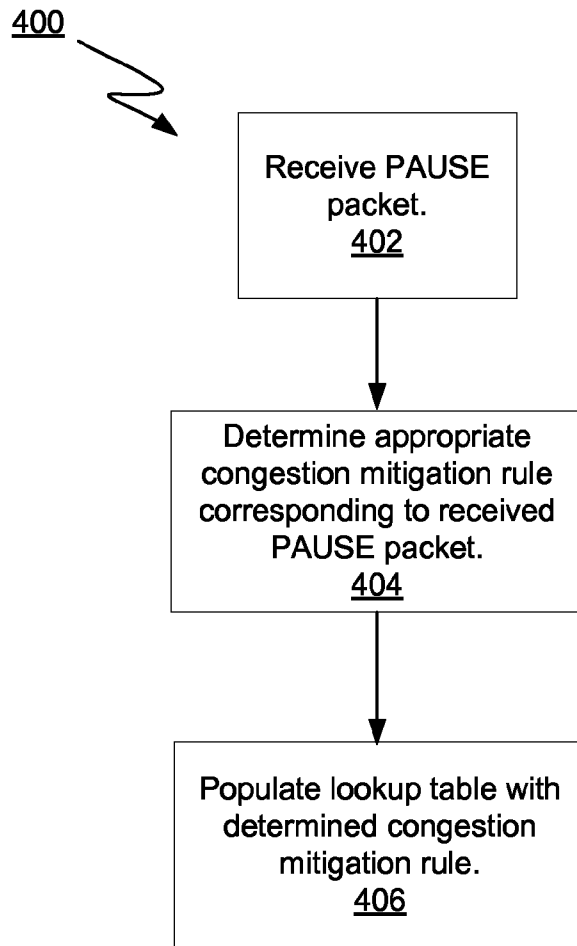 400
Receive PAUSE
packet.
402
Determine appropriate
congestion mitigation rule
corresponding to received
PAUSE packet.
404
Populate lookup table with
determined congestion
mitigation rule.
406